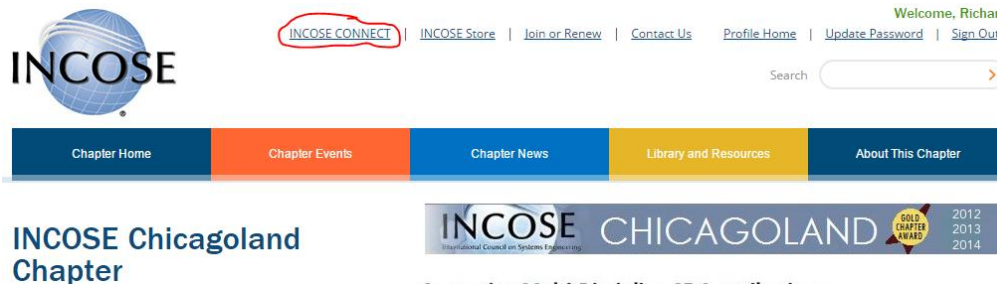 Welcome, Richar
INCOSE CONNECT | INCOSE Store | Join or Renew | Contact Us Profile Home | Update Password | Sign Out
INCOSE
®
Search
Chapter Home Chapter Events Chapter News Library and Resources About This Chapter
INCOSE Chicagoland
Chapter
INCOSE
International Council on Systems Engineering
CHICAGOLAND
GOLD
CHAPTER
AWARD
2012
2013
2014